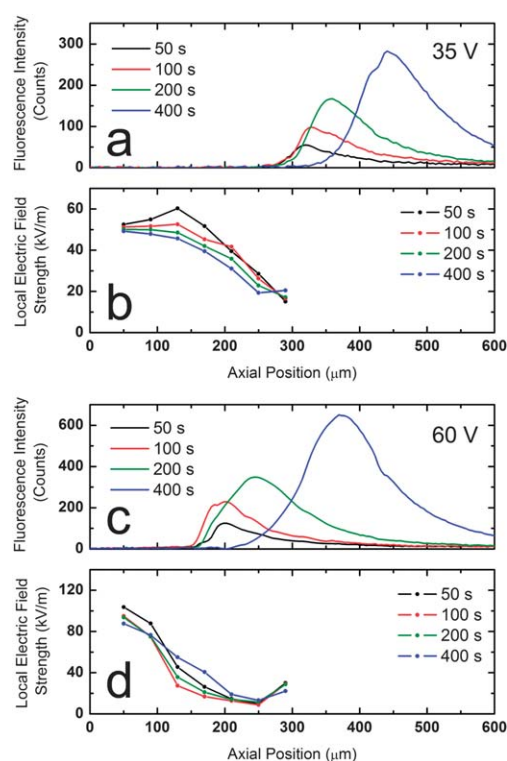 Fluorescence Intensity
(Counts)
300
200
100
0
50 s
100 s
200 s
400 s
35 V
a
Local Electric Field
Strength (kV/m)
60
40
20
0
50 s
100 s
200 s
400 s
b
0 100 200 300 400 500 600
Axial Position (μm)
Fluorescence Intensity
(Counts)
600
400
200
0
50 s
100 s
200 s
400 s
60 V
c
Local Electric Field
Strength (kV/m)
120
80
40
0
50 s
100 s
200 s
400 s
d
0 100 200 300 400 500 600
Axial Position (μm)